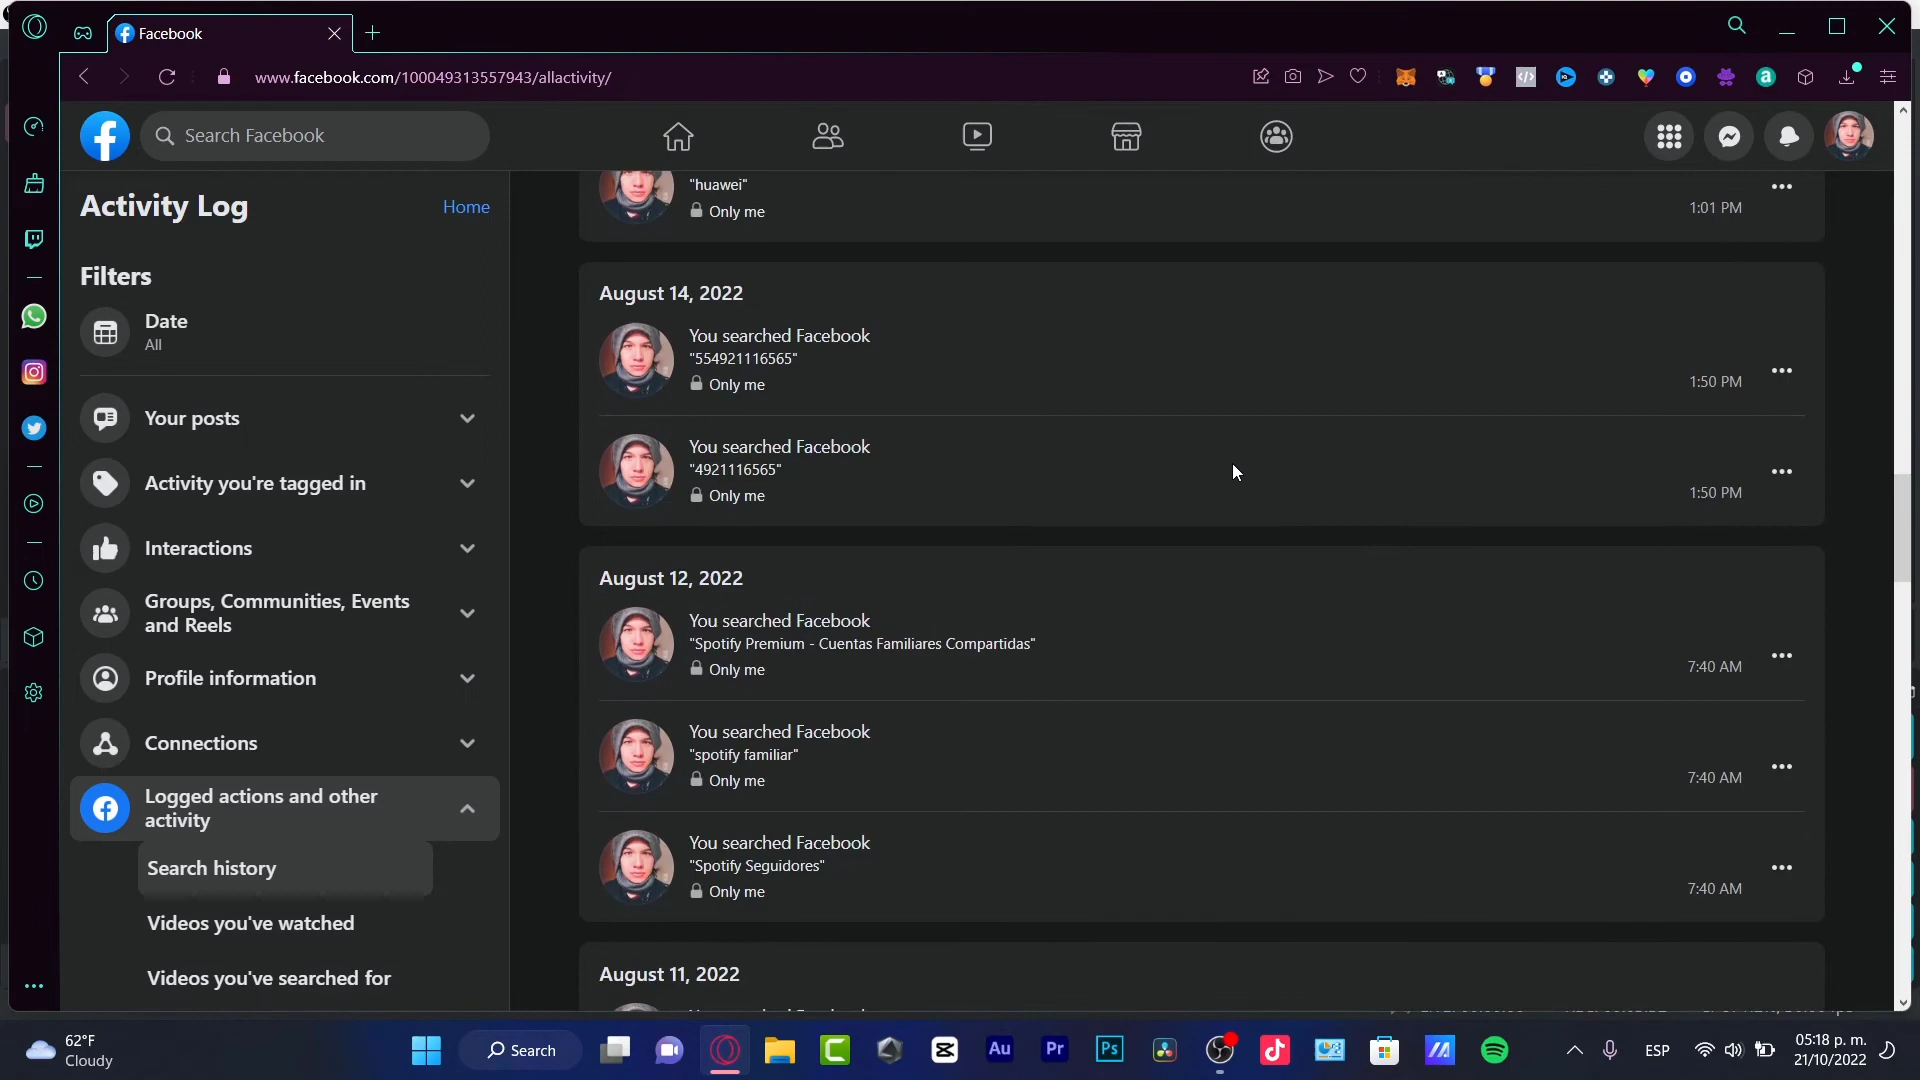 Facebook
www.facebook.com/100049313557943/allactivity/
Search Facebook
Activity Log
Home
Filters
Date
All
Your posts
Activity you're tagged in
Interactions
Groups, Communities, Events
and Reels
Profile information
Connections
Logged actions and other
activity
Search history
Videos you've watched
Videos you've searched for
"huawei"
Only me
1:01 PM
August 14, 2022
You searched Facebook
"554921116565"
Only me
1:50 PM
You searched Facebook
"4921116565"
Only me
1:50 PM
August 12, 2022
You searched Facebook
"Spotify Premium - Cuentas Familiares Compartidas"
Only me
7:40 AM
You searched Facebook
"spotify familiar"
Only me
7:40 AM
You searched Facebook
"Spotify Seguidores"
Only me
7:40 AM
August 11, 2022
62°F
Cloudy
Search
Au
Pr
Ps
ESP
05:18 p. m.
21/10/2022